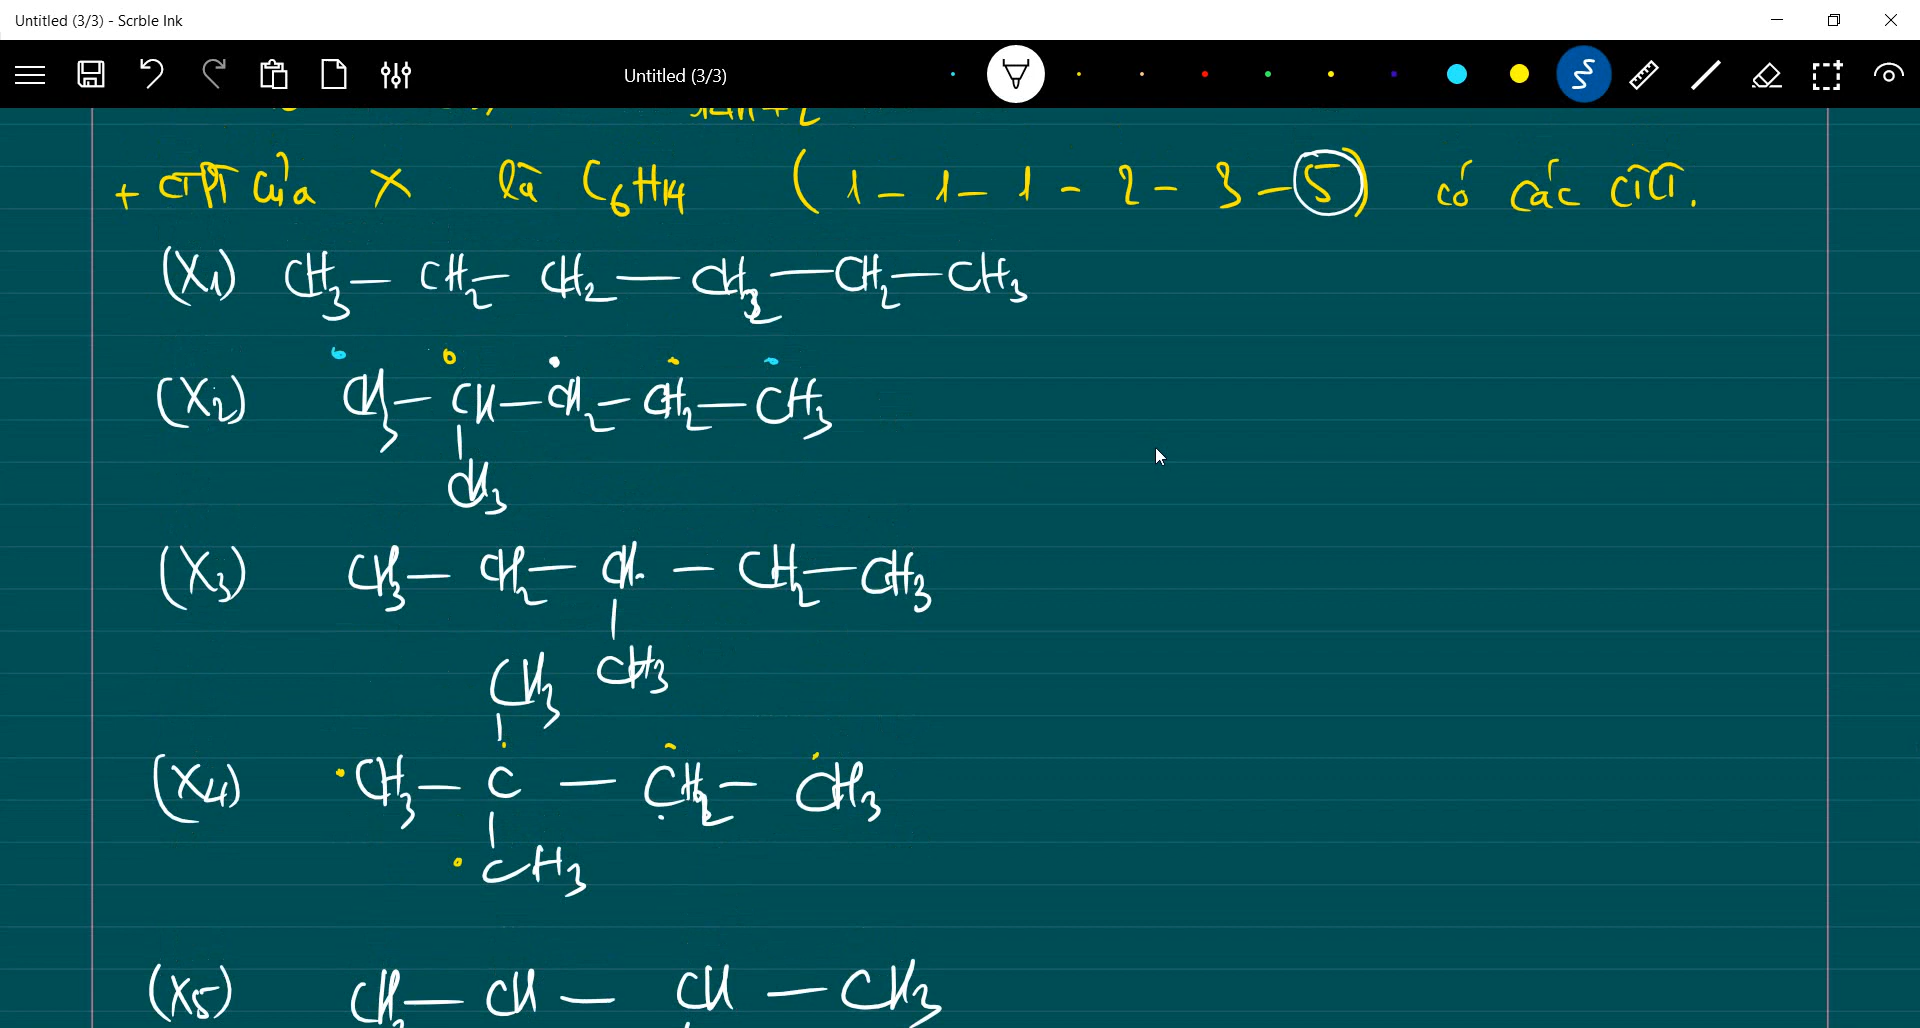 Untitled (3/3) - Scrble Ink
Untitled (3/3)
+ CTPT của X là C6H14 (1-1-1-2-3-5) có các CTCT.
(X1) CH3-CH2-CH2-CH2-CH2-CH3
(X2) CH3-CH-CH2-CH2-CH3
CH3
(X3) CH3-CH2-CH-CH2-CH3
CH3
CH3
(X4) CH3-C-CH2-CH3
CH3
(X5) CH3-CH-CH-CH3